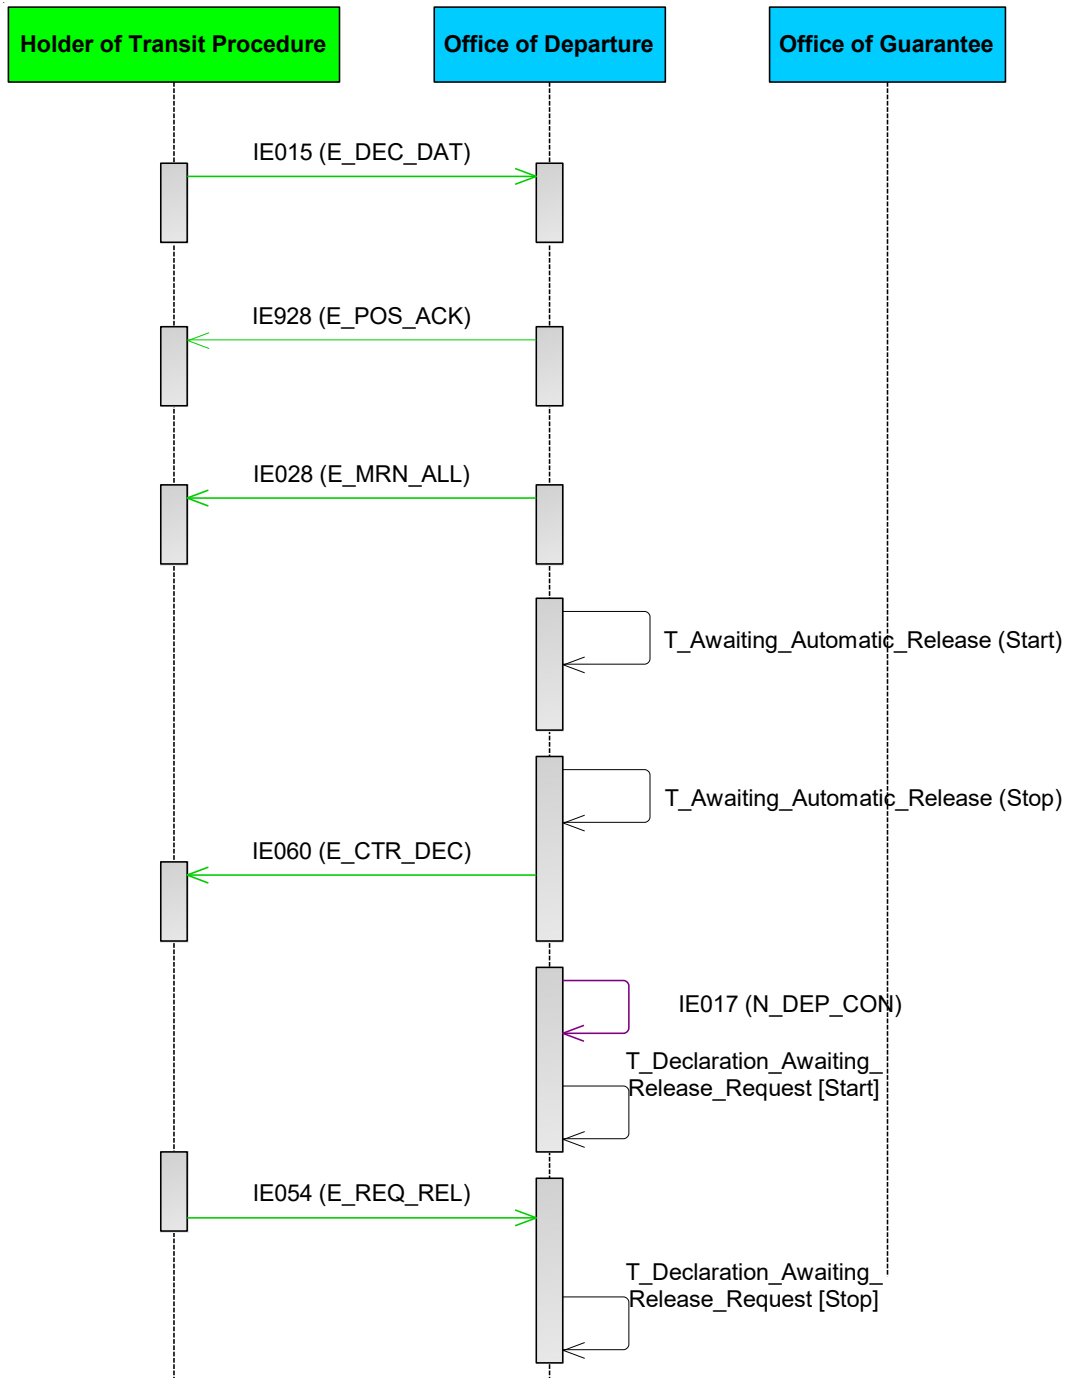 Holder of Transit Procedure
Office of Departure
Office of Guarantee
IE015 (E_DEC_DAT)
IE928 (E_POS_ACK)
IE028 (E_MRN_ALL)
T_Awaiting_Automatic_Release (Start)
T_Awaiting_Automatic_Release (Stop)
IE060 (E_CTR_DEC)
IE017 (N_DEP_CON)
T_Declaration_Awaiting_
Release_Request [Start]
IE054 (E_REQ_REL)
T_Declaration_Awaiting_
Release_Request [Stop]